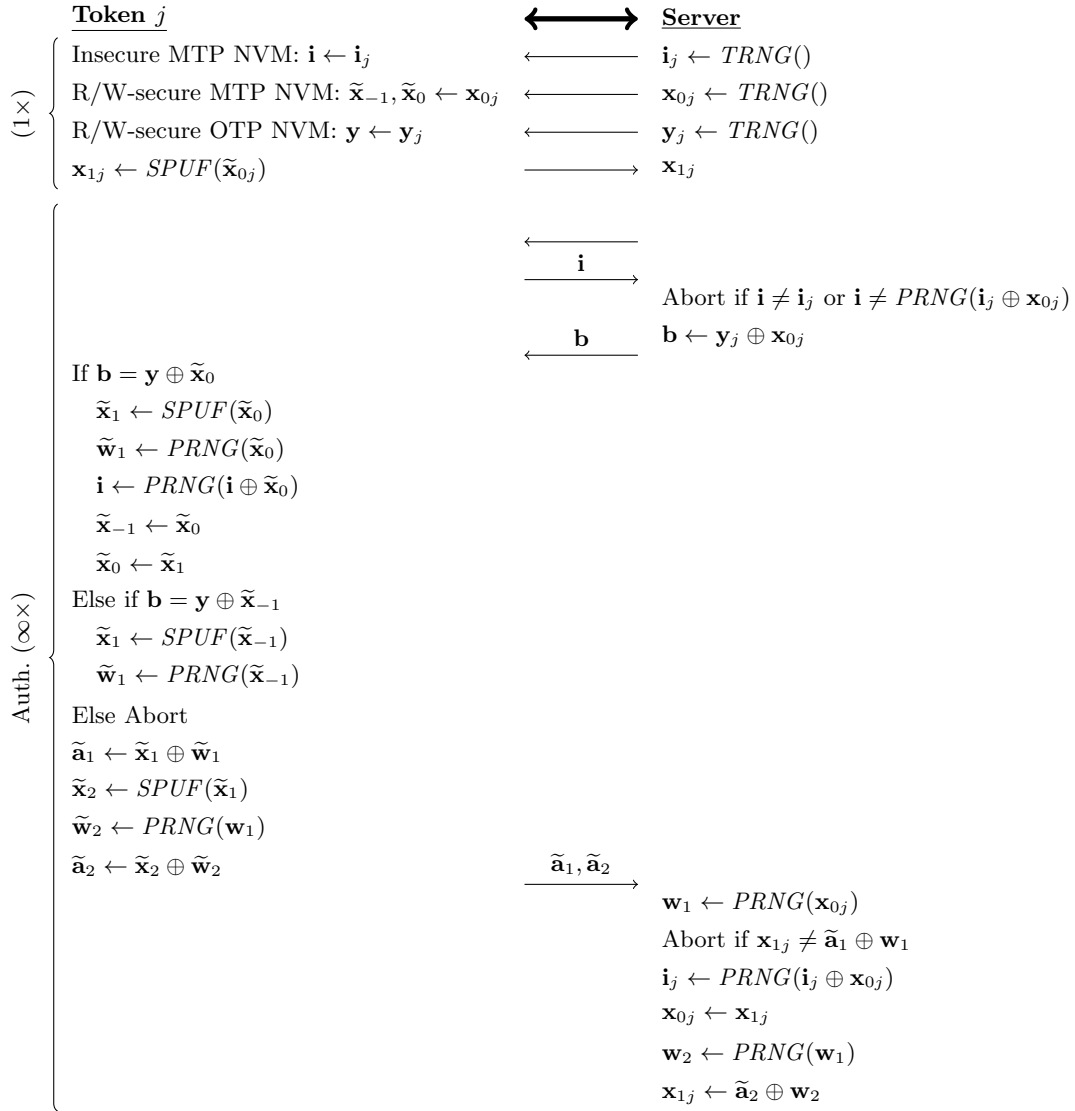 Token j Server
(1×)
Insecure MTP NVM: i ← i_j i_j ← TRNG()
R/W-secure MTP NVM: x̃_{−1}, x̃_0 ← x_{0j} x_{0j} ← TRNG()
R/W-secure OTP NVM: y ← y_j y_j ← TRNG()
x_{1j} ← SPUF(x̃_{0j}) x_{1j}
Auth. (∞×)
i
Abort if i ≠ i_j or i ≠ PRNG(i_j ⊕ x_{0j})
b b ← y_j ⊕ x_{0j}
If b = y ⊕ x̃_0
x̃_1 ← SPUF(x̃_0)
w̃_1 ← PRNG(x̃_0)
i ← PRNG(i ⊕ x̃_0)
x̃_{−1} ← x̃_0
x̃_0 ← x̃_1
Else if b = y ⊕ x̃_{−1}
x̃_1 ← SPUF(x̃_{−1})
w̃_1 ← PRNG(x̃_{−1})
Else Abort
ã_1 ← x̃_1 ⊕ w̃_1
x̃_2 ← SPUF(x̃_1)
w̃_2 ← PRNG(w_1)
ã_2 ← x̃_2 ⊕ w̃_2 ã_1, ã_2
w_1 ← PRNG(x_{0j})
Abort if x_{1j} ≠ ã_1 ⊕ w_1
i_j ← PRNG(i_j ⊕ x_{0j})
x_{0j} ← x_{1j}
w_2 ← PRNG(w_1)
x_{1j} ← ã_2 ⊕ w_2